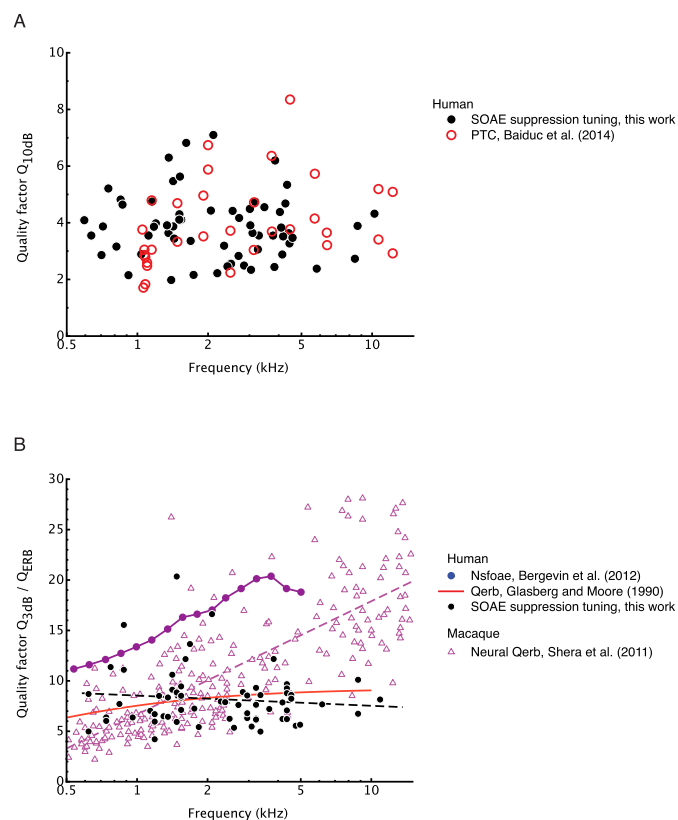 A
10
8
6
4
2
0
Quality factor Q10dB
0.5 1 2 5 10
Frequency (kHz)
Human
SOAE suppression tuning, this work
PTC, Baiduc et al. (2014)
B
30
25
20
15
10
5
0
Quality factor Q3dB / QERB
0.5 1 2 5 10
Frequency (kHz)
Human
Nsfoae, Bergevin et al. (2012)
Qerb, Glasberg and Moore (1990)
SOAE suppression tuning, this work
Macaque
Neural Qerb, Shera et al. (2011)